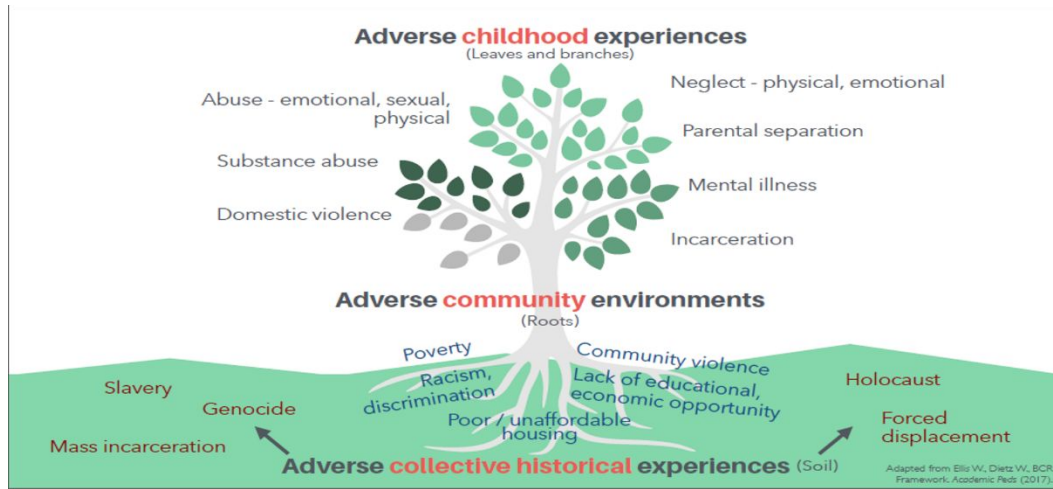 Adverse childhood experiences
(Leaves and branches)
Abuse - emotional, sexual,
physical
Neglect - physical, emotional
Substance abuse
Parental separation
Domestic violence
Mental illness
Incarceration
Adverse community environments
(Roots)
Poverty
Community violence
Racism,
discrimination
Lack of educational,
economic opportunity
Poor / unaffordable
housing
Slavery
Genocide
Mass incarceration
Holocaust
Forced
displacement
Adverse collective historical experiences (Soil)
Adapted from Ellis W., Dietz W., BCR
Framework. Academic Peds (2017).